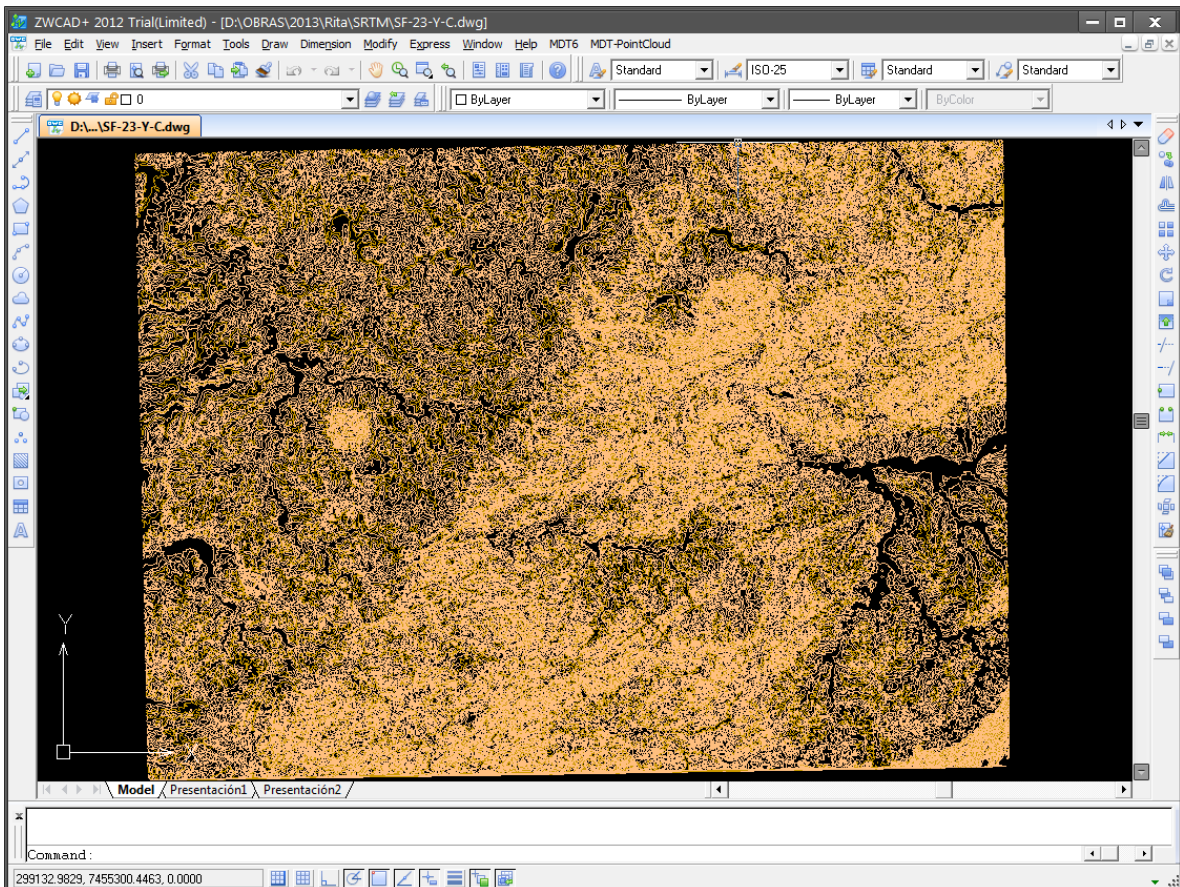 ZWCAD+ 2012 Trial(Limited) - [D:\OBRAS\2013\Rita\SRTM\SF-23-Y-C.dwg]
File Edit View Insert Format Tools Draw Dimension Modify Express Window Help MDT6 MDT-PointCloud
Standard ISO-25 Standard Standard
0 ByLayer ByLayer ByLayer ByColor
D:\...\SF-23-Y-C.dwg
Y
X
Model Presentación1 Presentación2
Command:
299132.9829, 7455300.4463, 0.0000